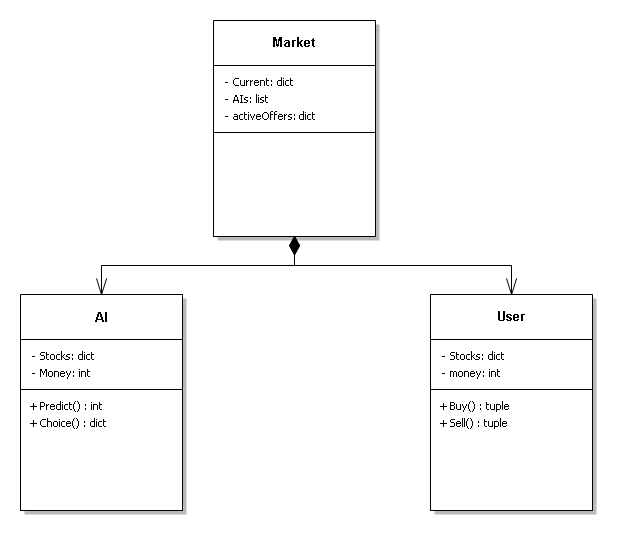 Market
- Current: dict
- AIs: list
- activeOffers: dict
AI
- Stocks: dict
- Money: int
+ Predict() : int
+ Choice() : dict
User
- Stocks: dict
- money: int
+ Buy() : tuple
+ Sell() : tuple